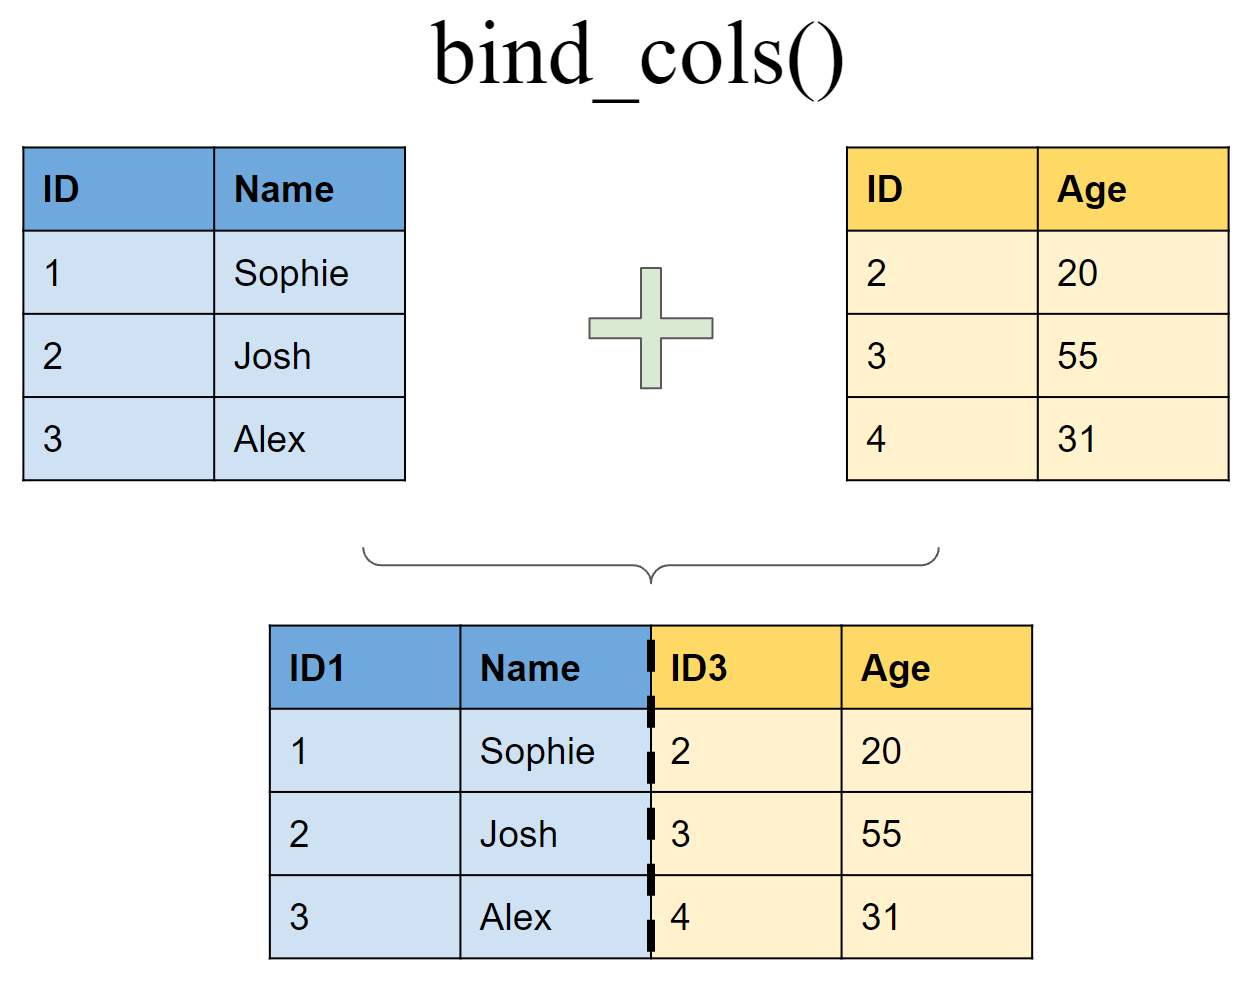 bind_cols()
ID Name
1 Sophie
2 Josh
3 Alex
ID Age
2 20
3 55
4 31
ID1 Name ID3 Age
1 Sophie 2 20
2 Josh 3 55
3 Alex 4 31